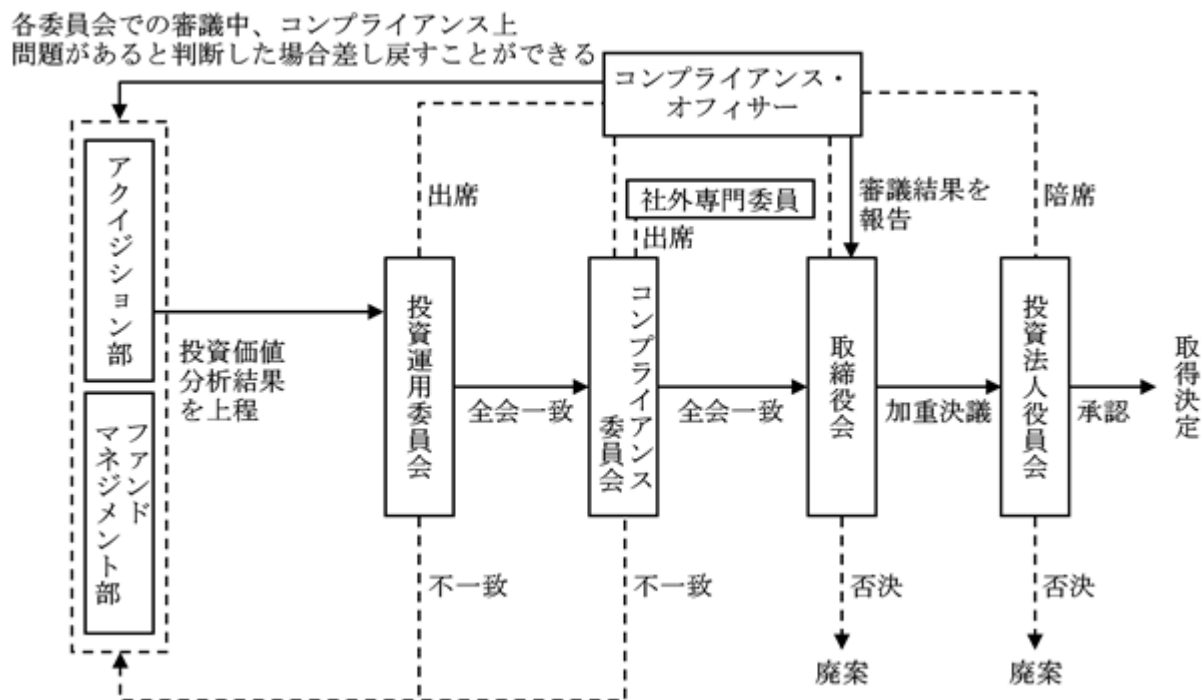 各委員会での審議中、コンプライアンス上
問題があると判断した場合差し戻すことができる
コンプライアンス・
オフィサー
アクイジション部
ファンド
マネジメント部
投資価値
分析結果
を上程
出席
社外専門委員
出席
審議結果を
報告
陪席
投資運用委員会
全会一致
コンプライアンス
委員会
全会一致
取締役会
加重決議
投資法人役員会
承認
取得決定
不一致
不一致
否決
否決
廃案
廃案